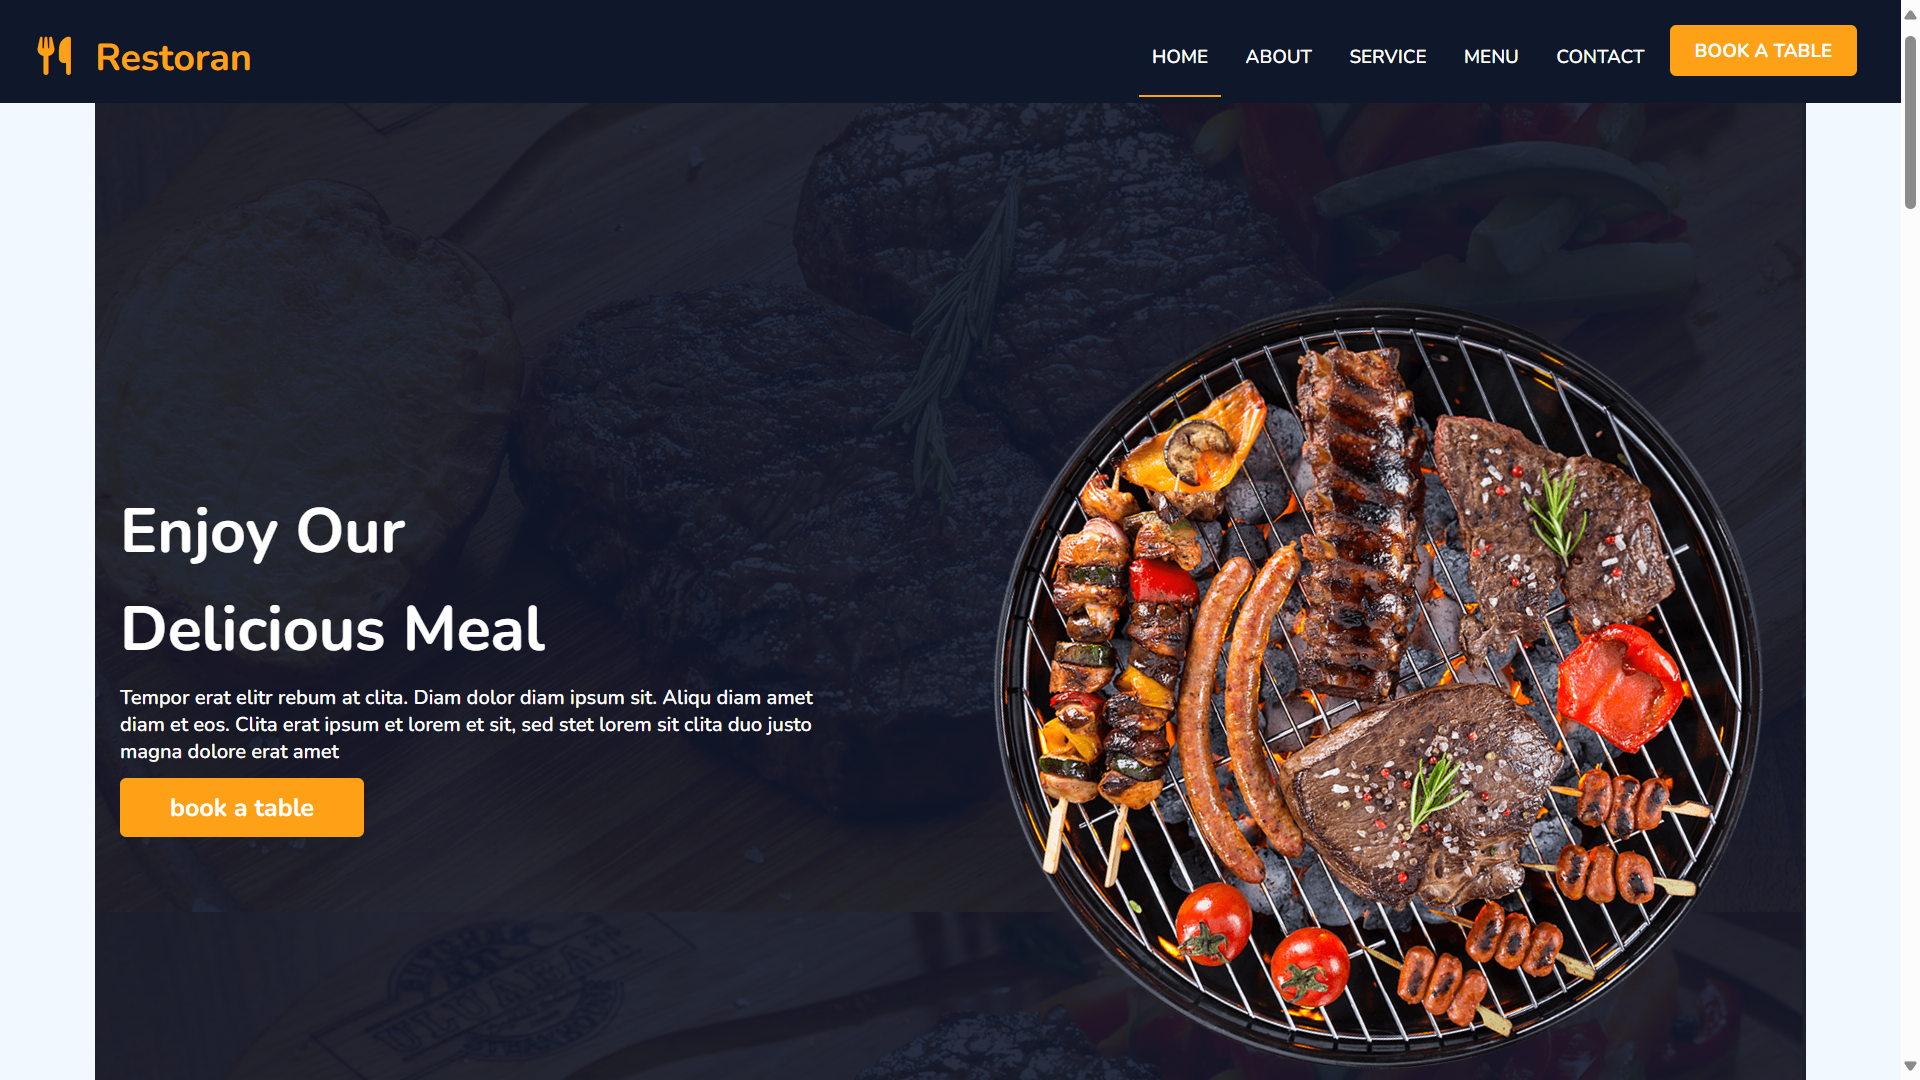 Restoran
HOME ABOUT SERVICE MENU CONTACT BOOK A TABLE
Enjoy Our
Delicious Meal
Tempor erat elitr rebum at clita. Diam dolor diam ipsum sit. Aliqu diam amet
diam et eos. Clita erat ipsum et lorem et sit, sed stet lorem sit clita duo justo
magna dolore erat amet
book a table